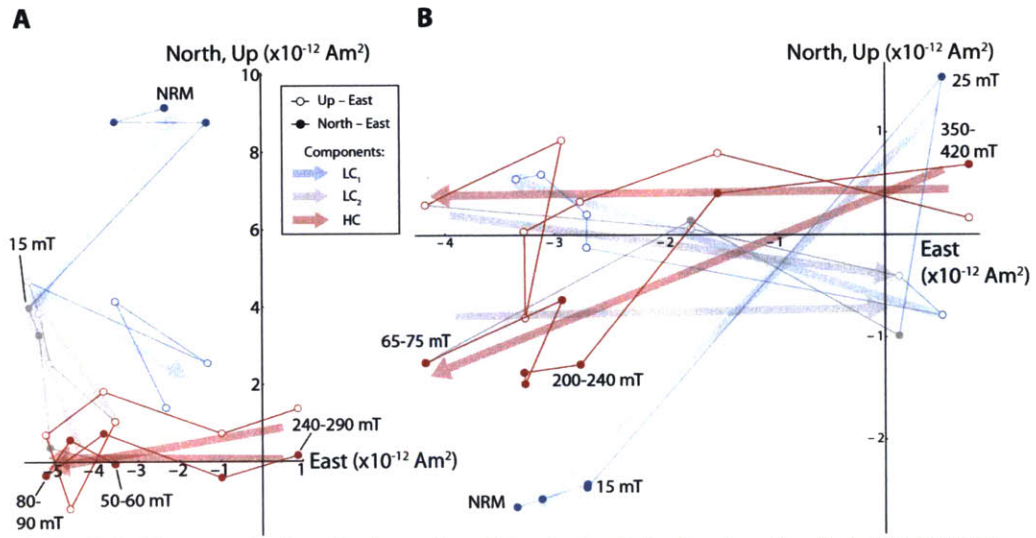 A
North, Up (x10⁻¹² Am²)
10
NRM
Up – East
North – East
Components:
LC₁
LC₂
HC
8
6
15 mT
4
2
240-290 mT
East (x10⁻¹² Am²)
-5
-4
-3
-2
1
80-
90 mT
50-60 mT
B
North, Up (x10⁻¹² Am²)
25 mT
1
350-
420 mT
-4
-3
-2
-1
East
(x10⁻¹² Am²)
65-75 mT
-1
200-240 mT
-2
NRM
15 mT